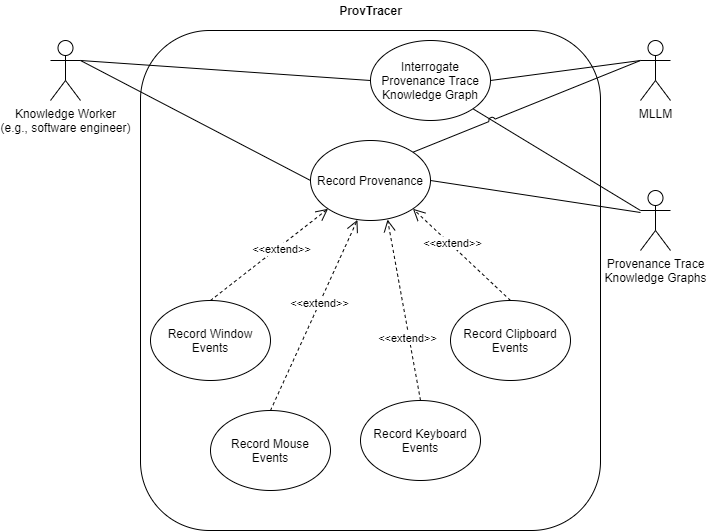 ProvTracer
Knowledge Worker
(e.g., software engineer)
Interrogate
Provenance Trace
Knowledge Graph
MLLM
Record Provenance
Provenance Trace
Knowledge Graphs
<<extend>>
<<extend>>
<<extend>>
<<extend>>
Record Window
Events
Record Clipboard
Events
Record Mouse
Events
Record Keyboard
Events